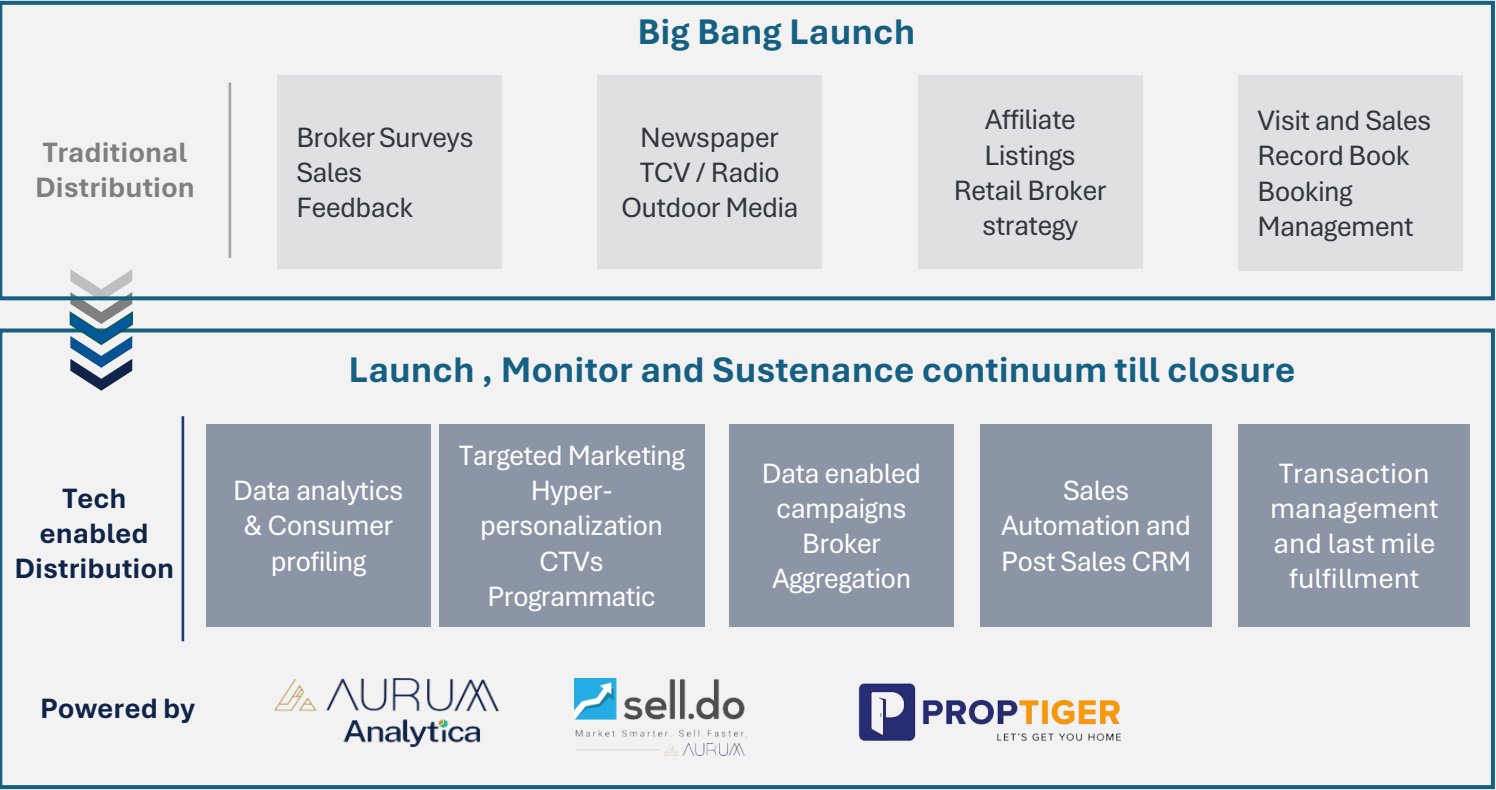 Big Bang Launch
Traditional
Distribution
Broker Surveys
Sales
Feedback
Newspaper
TCV / Radio
Outdoor Media
Affiliate
Listings
Retail Broker
strategy
Visit and Sales
Record Book
Booking
Management
Launch , Monitor and Sustenance continuum till closure
Tech
enabled
Distribution
Data analytics
& Consumer
profiling
Targeted Marketing
Hyper-
personalization
CTVs
Programmatic
Data enabled
campaigns
Broker
Aggregation
Sales
Automation and
Post Sales CRM
Transaction
management
and last mile
fulfillment
Powered by
AURUM
Analytica
sell.do
Market Smarter. Sell Faster.
AURUM
PROPTIGER
LET'S GET YOU HOME